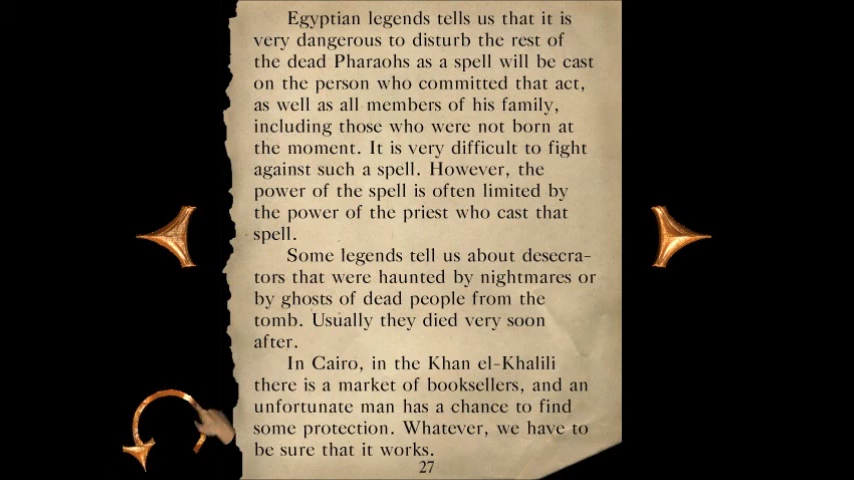 Egyptian legends tells us that it is
very dangerous to disturb the rest of
the dead Pharaohs as a spell will be cast
on the person who committed that act,
as well as all members of his family,
including those who were not born at
the moment. It is very difficult to fight
against such a spell. However, the
power of the spell is often limited by
the power of the priest who cast that
spell.
Some legends tell us about desecra-
tors that were haunted by nightmares or
by ghosts of dead people from the
tomb. Usually they died very soon
after.
In Cairo, in the Khan el-Khalili
there is a market of booksellers, and an
unfortunate man has a chance to find
some protection. Whatever, we have to
be sure that it works.
27